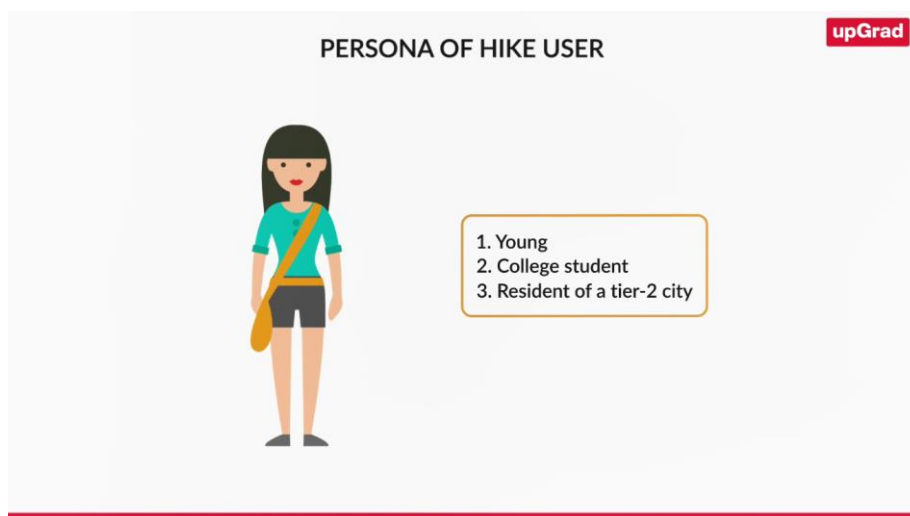 upGrad
PERSONA OF HIKE USER
1. Young
2. College student
3. Resident of a tier-2 city